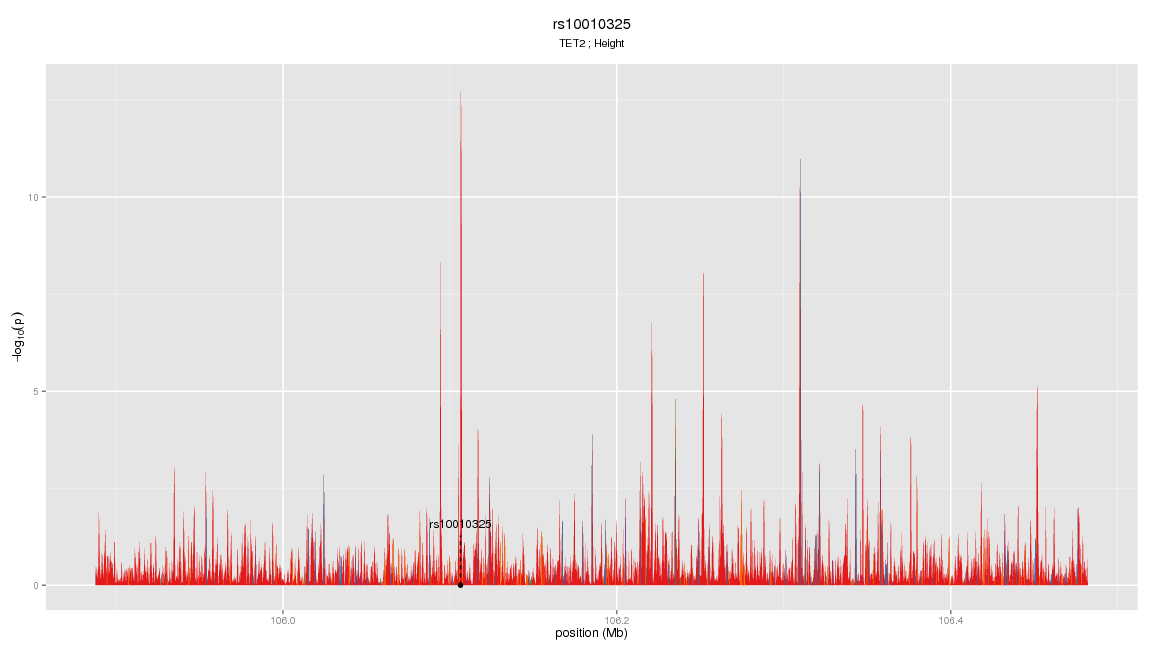 rs10010325
TET2 ; Height
−log10(p)
10
5
0
rs10010325
106.0
106.2
106.4
position (Mb)